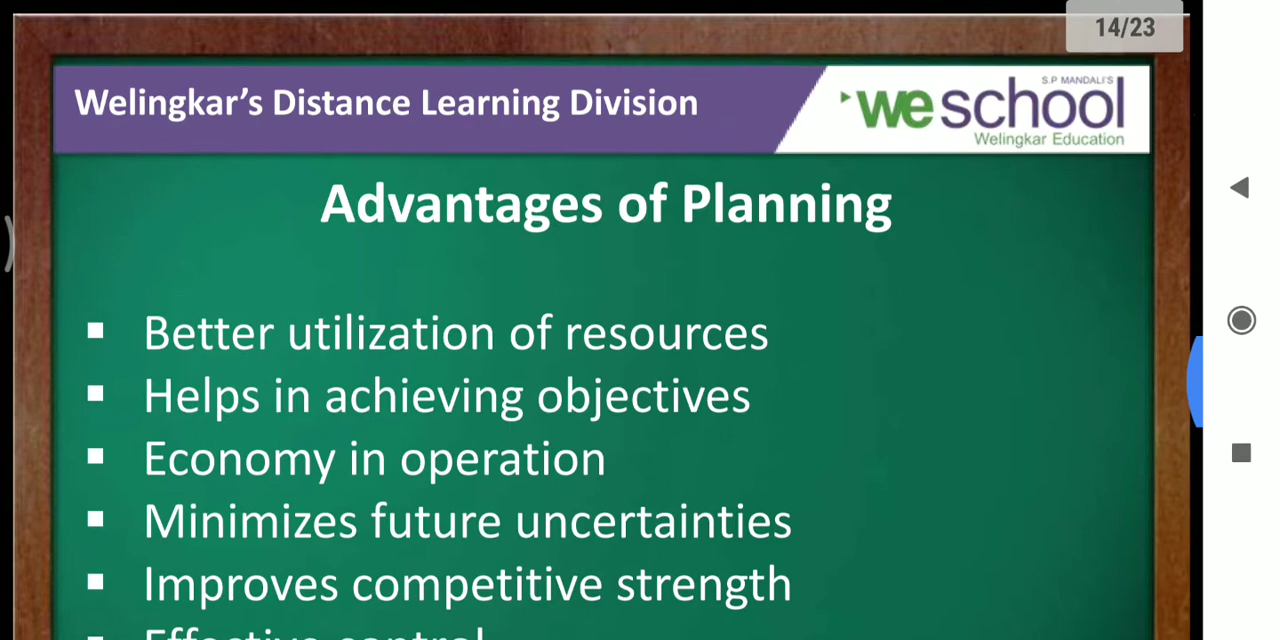 14/23
Welingkar’s Distance Learning Division
S.P MANDALI'S
we school
Welingkar Education
Advantages of Planning
▪ Better utilization of resources
▪ Helps in achieving objectives
▪ Economy in operation
▪ Minimizes future uncertainties
▪ Improves competitive strength
▪ Effective control